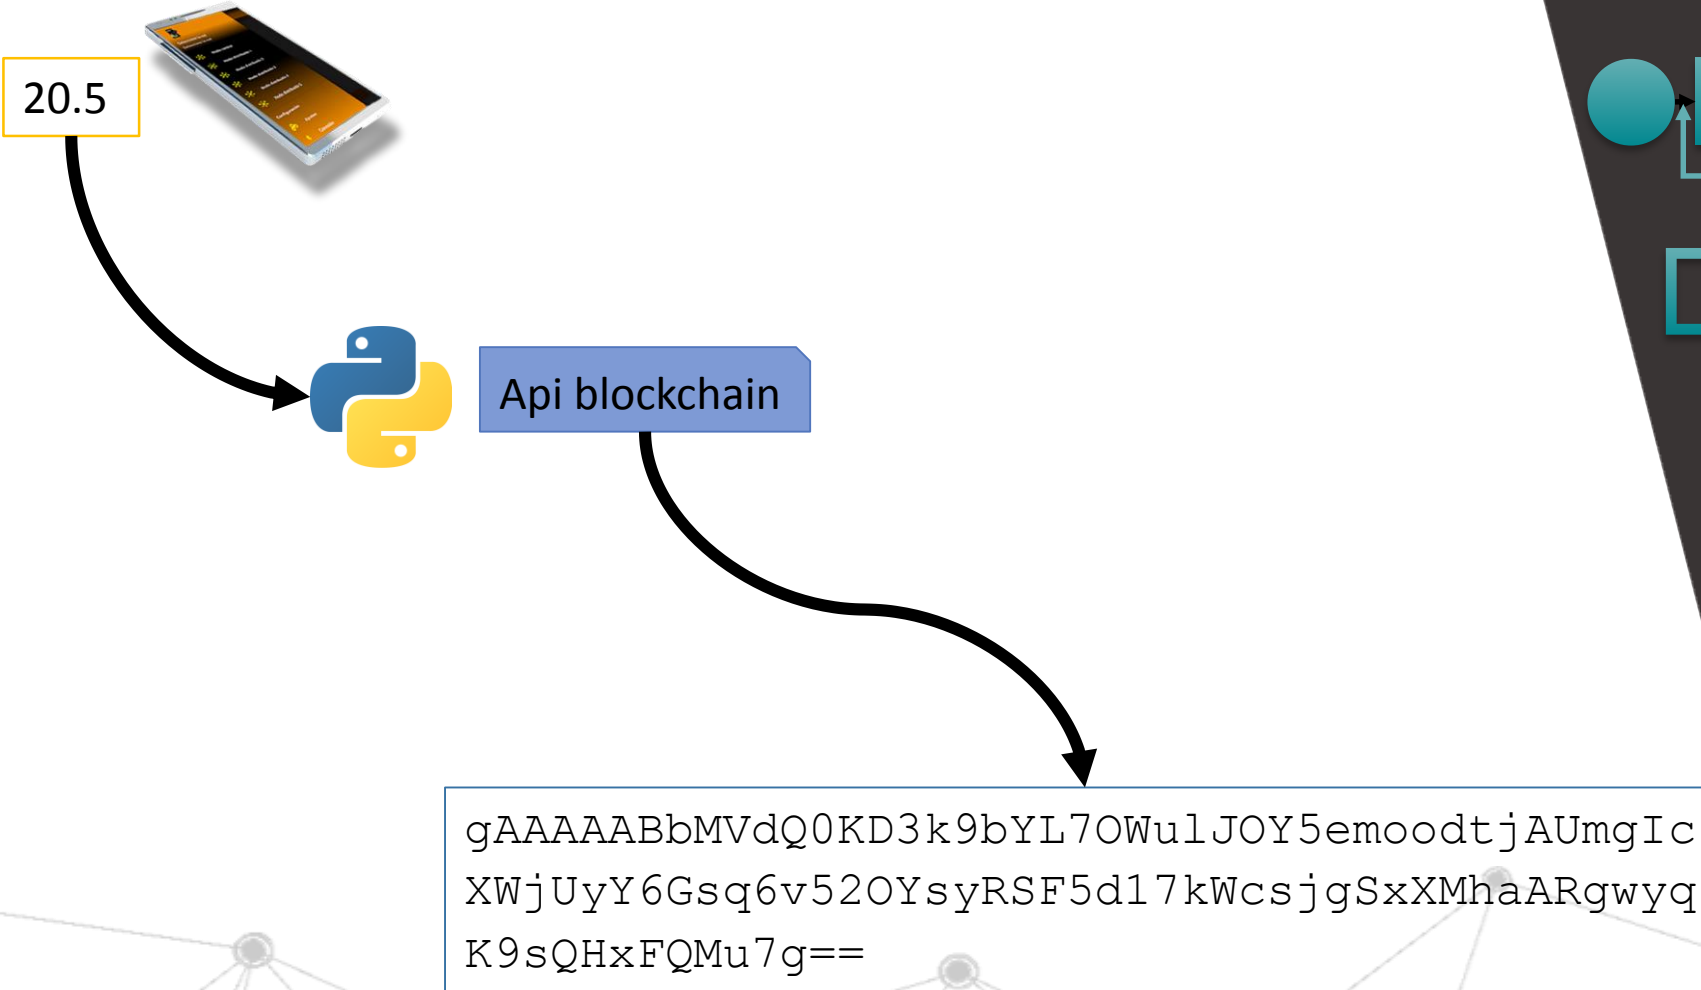 20.5
Api blockchain
gAAAAABbMVdQ0KD3k9bYL7OWulJOY5emoodtjAUmgIc
XWjUyY6Gsq6v52OYsyRSF5d17kWcsjgSxXMhaARgwyq
K9sQHxFQMu7g==